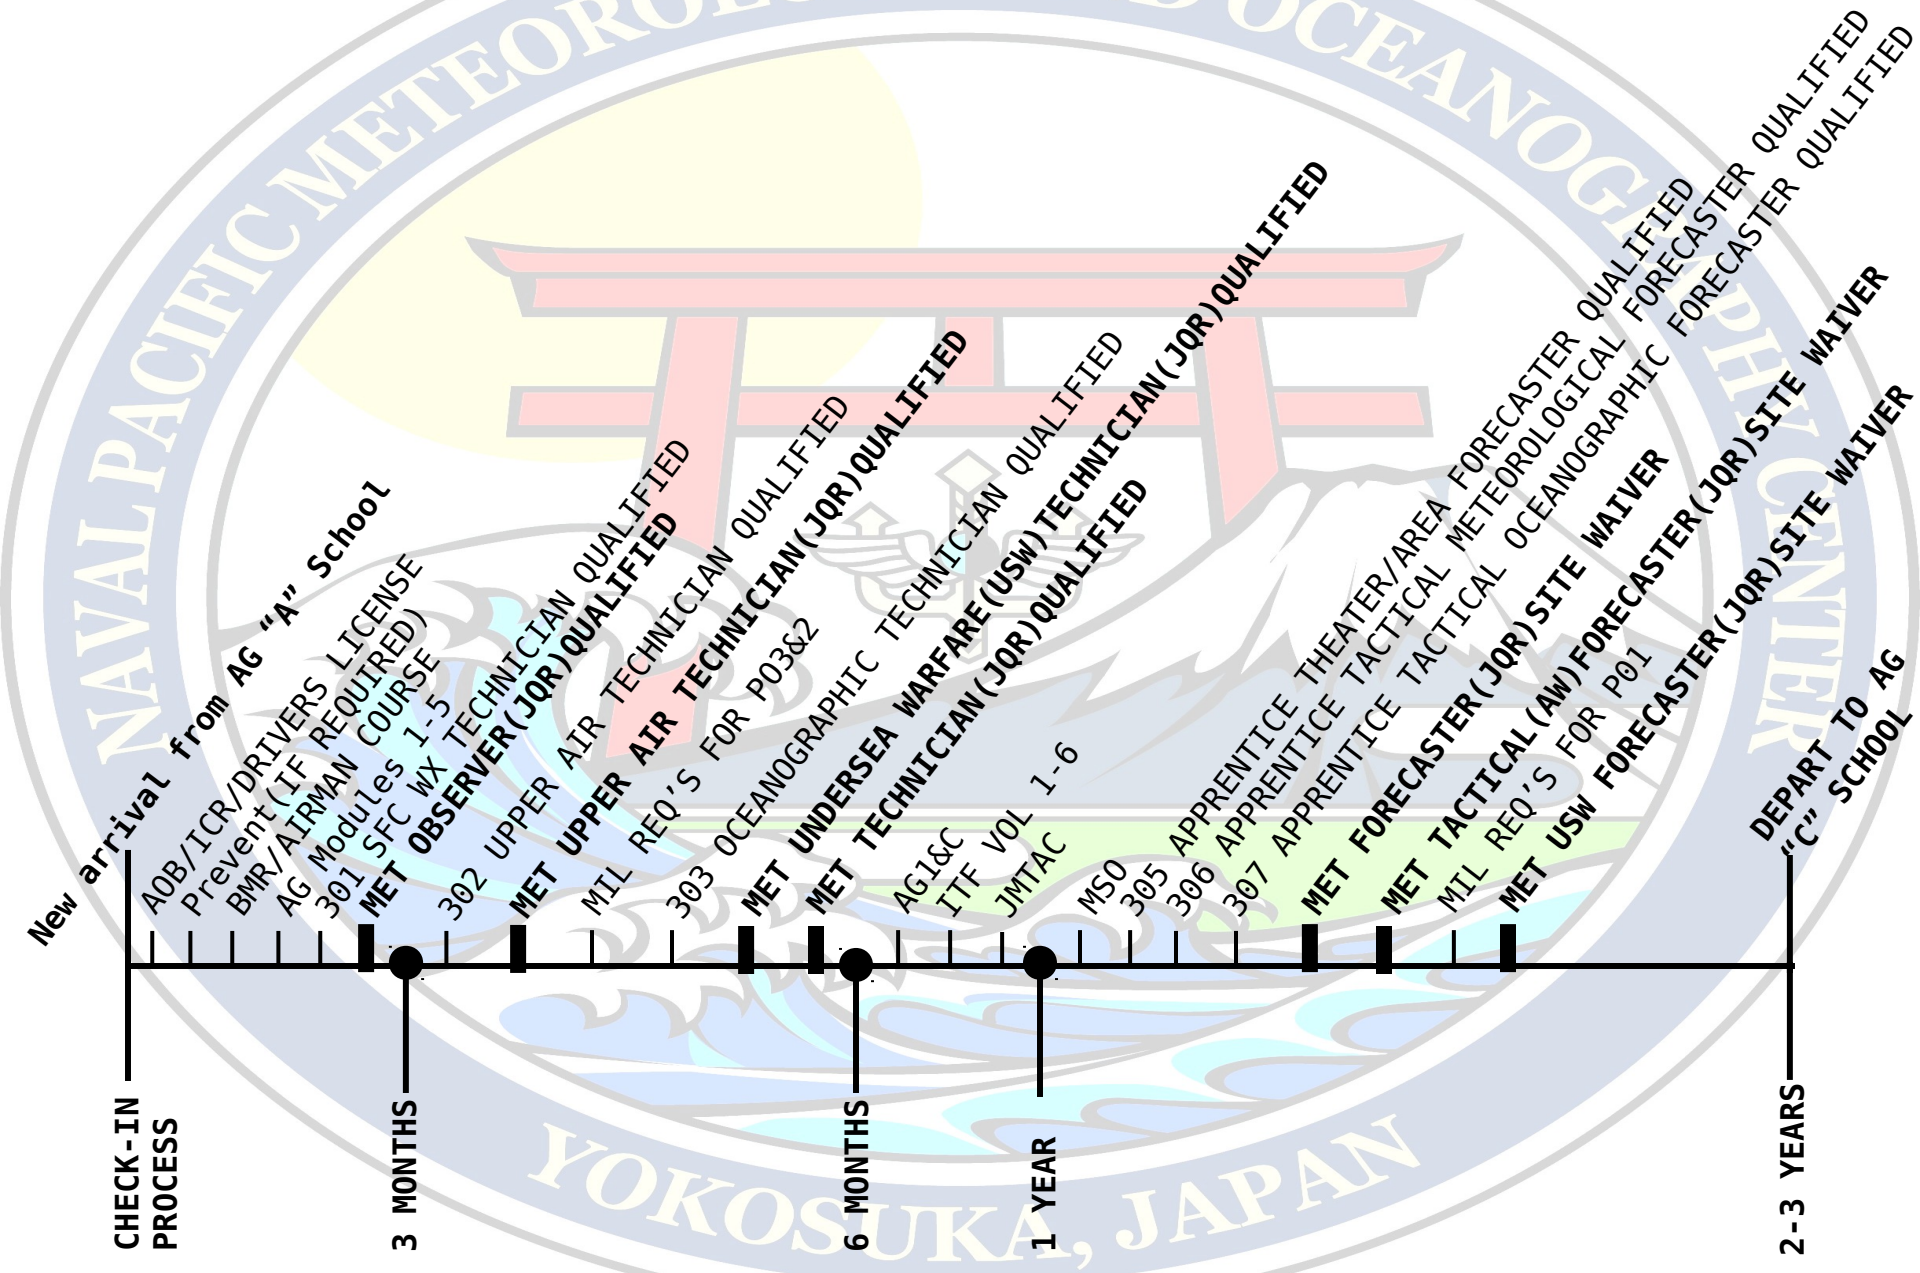 NAVAL PACIFIC METEOROLOGY AND OCEANOGRAPHY CENTER
New arrival from AG “A” School
AOB/ICR/DRIVERS LICENSE
Prevent(IF REQUIRED)
BMR/AIRMAN COURSE
AG Modules 1-5
301 SFC WX TECHNICIAN QUALIFIED
MET OBSERVER(JQR)QUALIFIED
302 UPPER AIR TECHNICIAN QUALIFIED
MET UPPER AIR TECHNICIAN(JQR)QUALIFIED
MIL REQ’S FOR PO3&2
303 OCEANOGRAPHIC TECHNICIAN QUALIFIED
MET UNDERSEA WARFARE(USW)TECHNICIAN(JQR)QUALIFIED
MET TECHNICIAN(JQR)QUALIFIED
AG1&C
ITF VOL 1-6
JMTAC
MSO
305 APPRENTICE THEATER/AREA FORECASTER QUALIFIED
306 APPRENTICE TACTICAL METEOROLOGICAL FORECASTER QUALIFIED
307 APPRENTICE TACTICAL OCEANOGRAPHIC FORECASTER QUALIFIED
MET FORECASTER(JQR)SITE WAIVER
MET TACTICAL(AW)FORECASTER(JQR)SITE WAIVER
MIL REQ’S FOR PO1
MET USW FORECASTER(JQR)SITE WAIVER
DEPART TO AG
“C” SCHOOL
CHECK-IN
PROCESS
3 MONTHS
6 MONTHS
1 YEAR
2-3 YEARS
YOKOSUKA, JAPAN